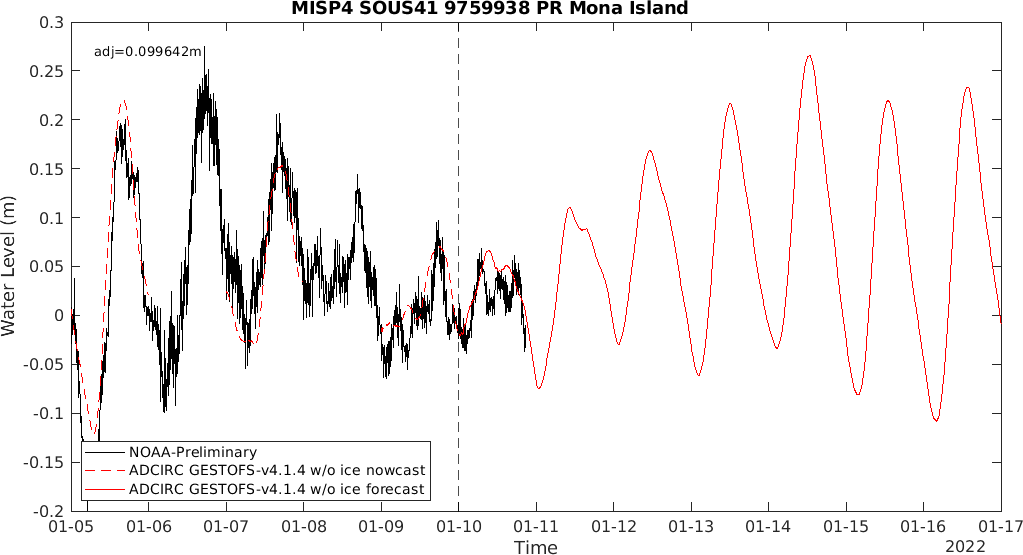 MISP4 SOUS41 9759938 PR Mona Island
adj=0.099642m
Water Level (m)
0.3
0.25
0.2
0.15
0.1
0.05
0
-0.05
-0.1
-0.15
-0.2
NOAA-Preliminary
ADCIRC GESTOFS-v4.1.4 w/o ice nowcast
ADCIRC GESTOFS-v4.1.4 w/o ice forecast
01-05 01-06 01-07 01-08 01-09 01-10 01-11 01-12 01-13 01-14 01-15 01-16 01-17
Time
2022